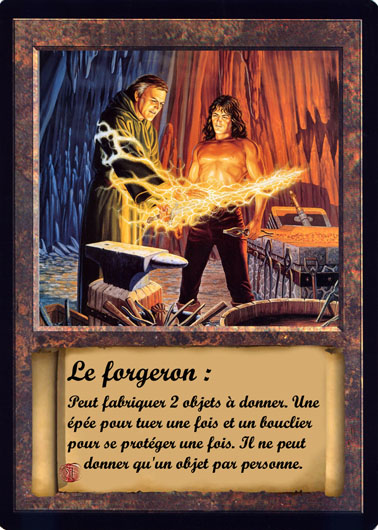 Le forgeron :
Peut fabriquer 2 objets à donner. Une
épée pour tuer une fois et un bouclier
pour se protéger une fois. Il ne peut
donner qu'un objet par personne.